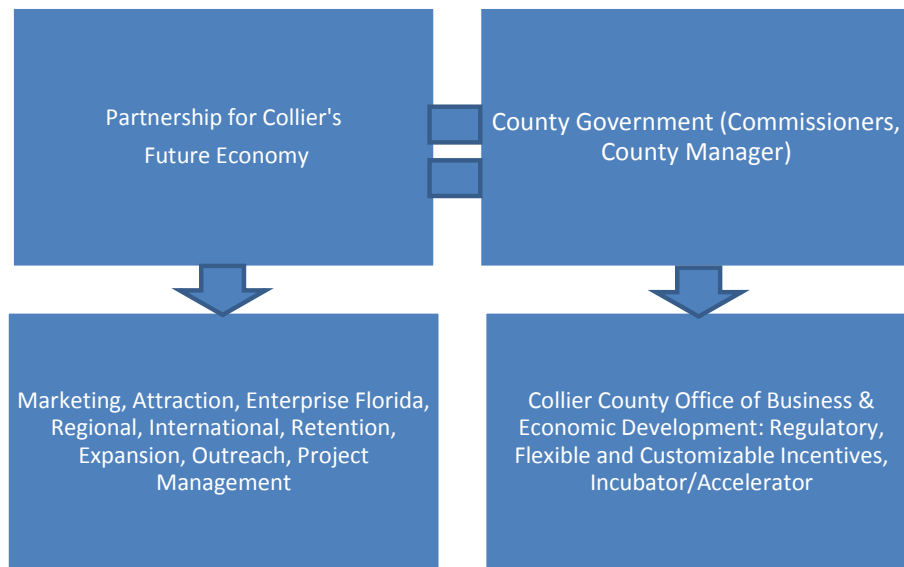 Partnership for Collier's
Future Economy
County Government (Commissioners,
County Manager)
Marketing, Attraction, Enterprise Florida,
Regional, International, Retention,
Expansion, Outreach, Project
Management
Collier County Office of Business &
Economic Development: Regulatory,
Flexible and Customizable Incentives,
Incubator/Accelerator